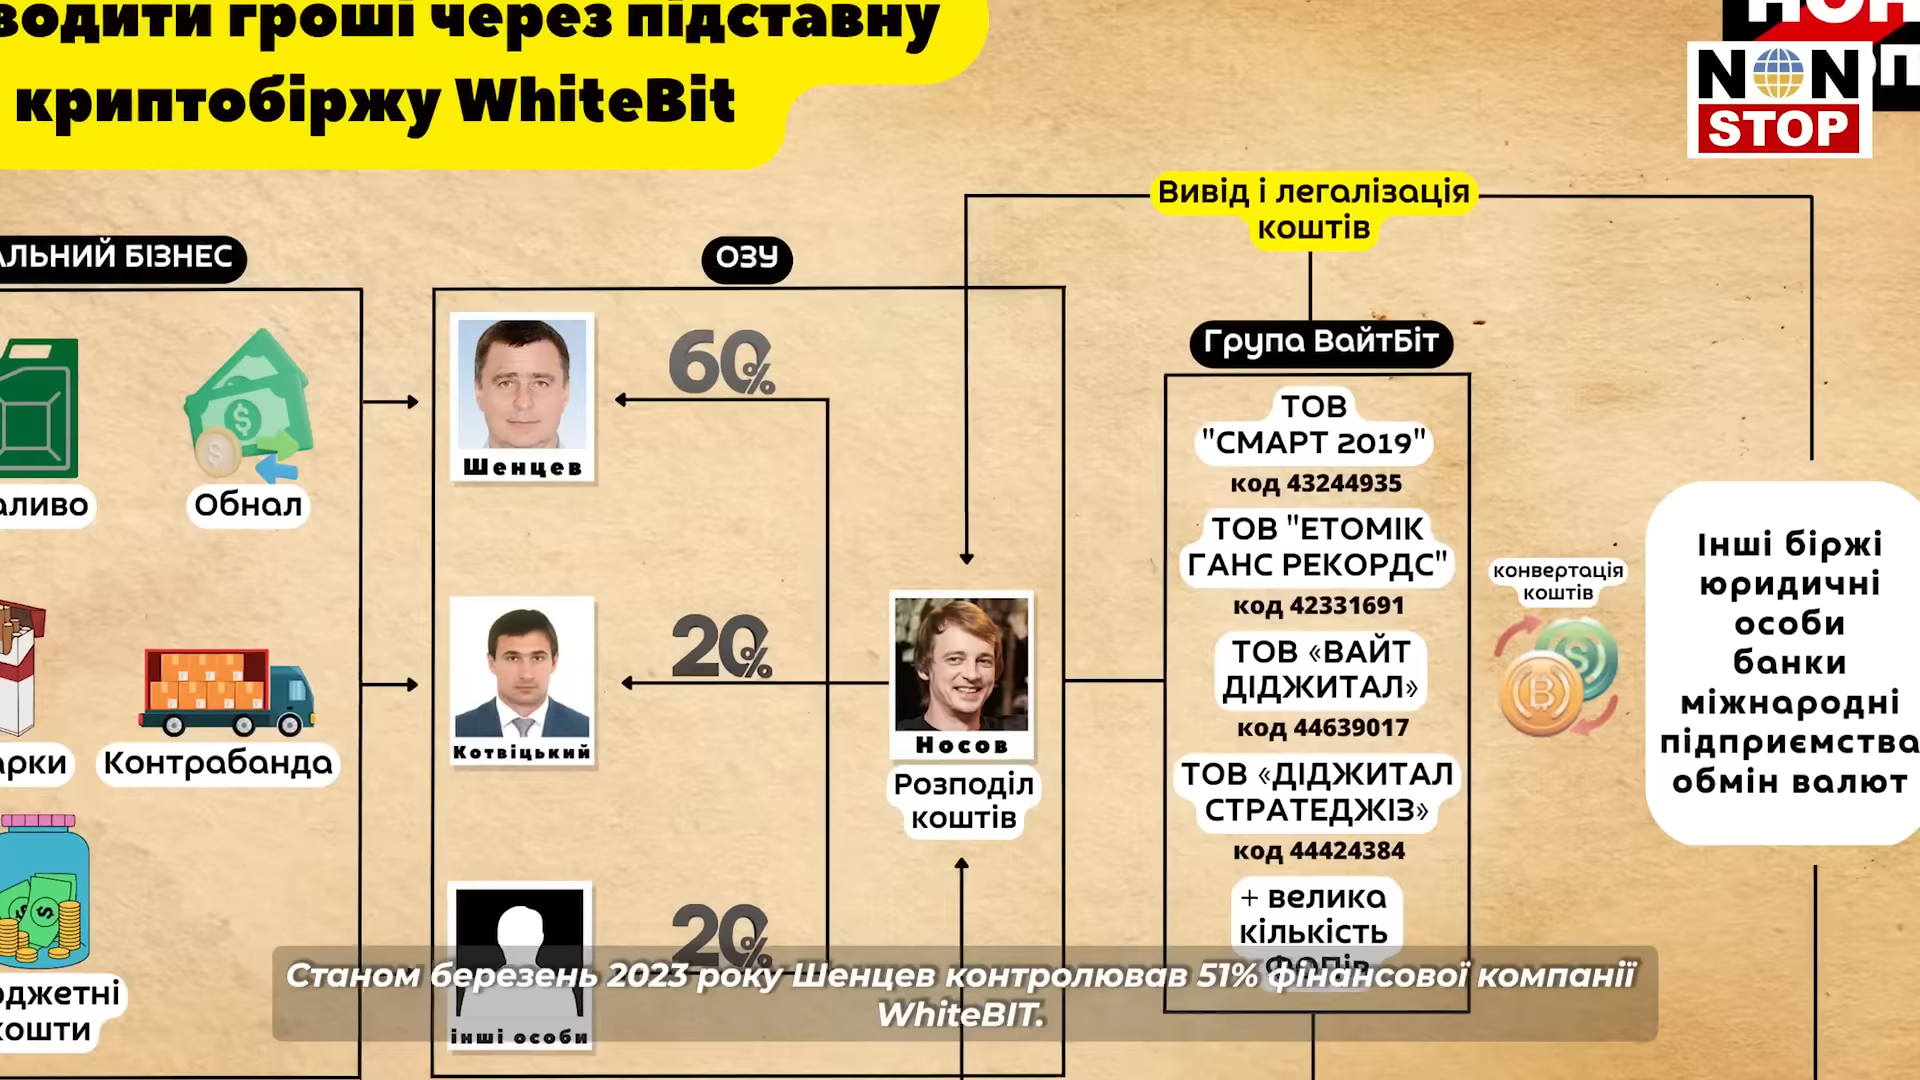 водити гроші через підставну
криптобіржу WhiteBit
NON
STOP
Вивід і легалізація
коштів
АЛЬНИЙ БІЗНЕС
ОЗУ
Група ВайтБіт
60%
Шенцев
аливо
Обнал
ТОВ
"СМАРТ 2019"
код 43244935
ТОВ "ЕТОМІК
ГАНС РЕКОРДС"
код 42331691
ТОВ «ВАЙТ
ДІДЖИТАЛ»
код 44639017
ТОВ «ДІДЖИТАЛ
СТРАТЕДЖІЗ»
код 44424384
+ велика
кількість
ФОПів
конвертація
коштів
Інші біржі
юридичні
особи
банки
міжнародні
підприємства
обмін валют
20%
Котвіцький
Носов
Розподіл
коштів
арки
Контрабанда
20%
інші особи
джетні
кошти
Станом березень 2023 року Шенцев контролював 51% фінансової компанії
WhiteBIT.